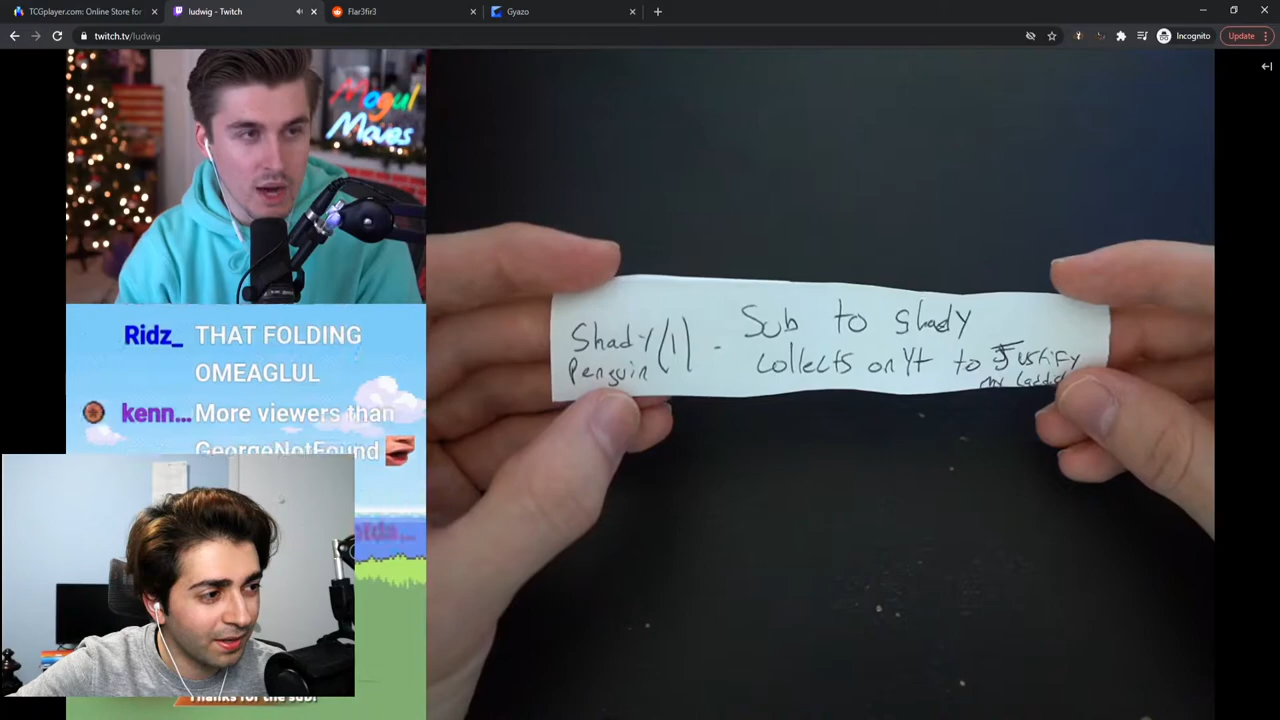 TCGplayer.com: Online Store for
ludwig - Twitch
Flar3fir3
Gyazo
twitch.tv/ludwig
Incognito
Update
Mogul
Moves
Ridz_ THAT FOLDING
OMEAGLUL
kenn... More viewers than
GeorgeNotFound
Thanks for the sub!
Shady (1) - Sub to shady
Penguin collects on Yt to Justify
my